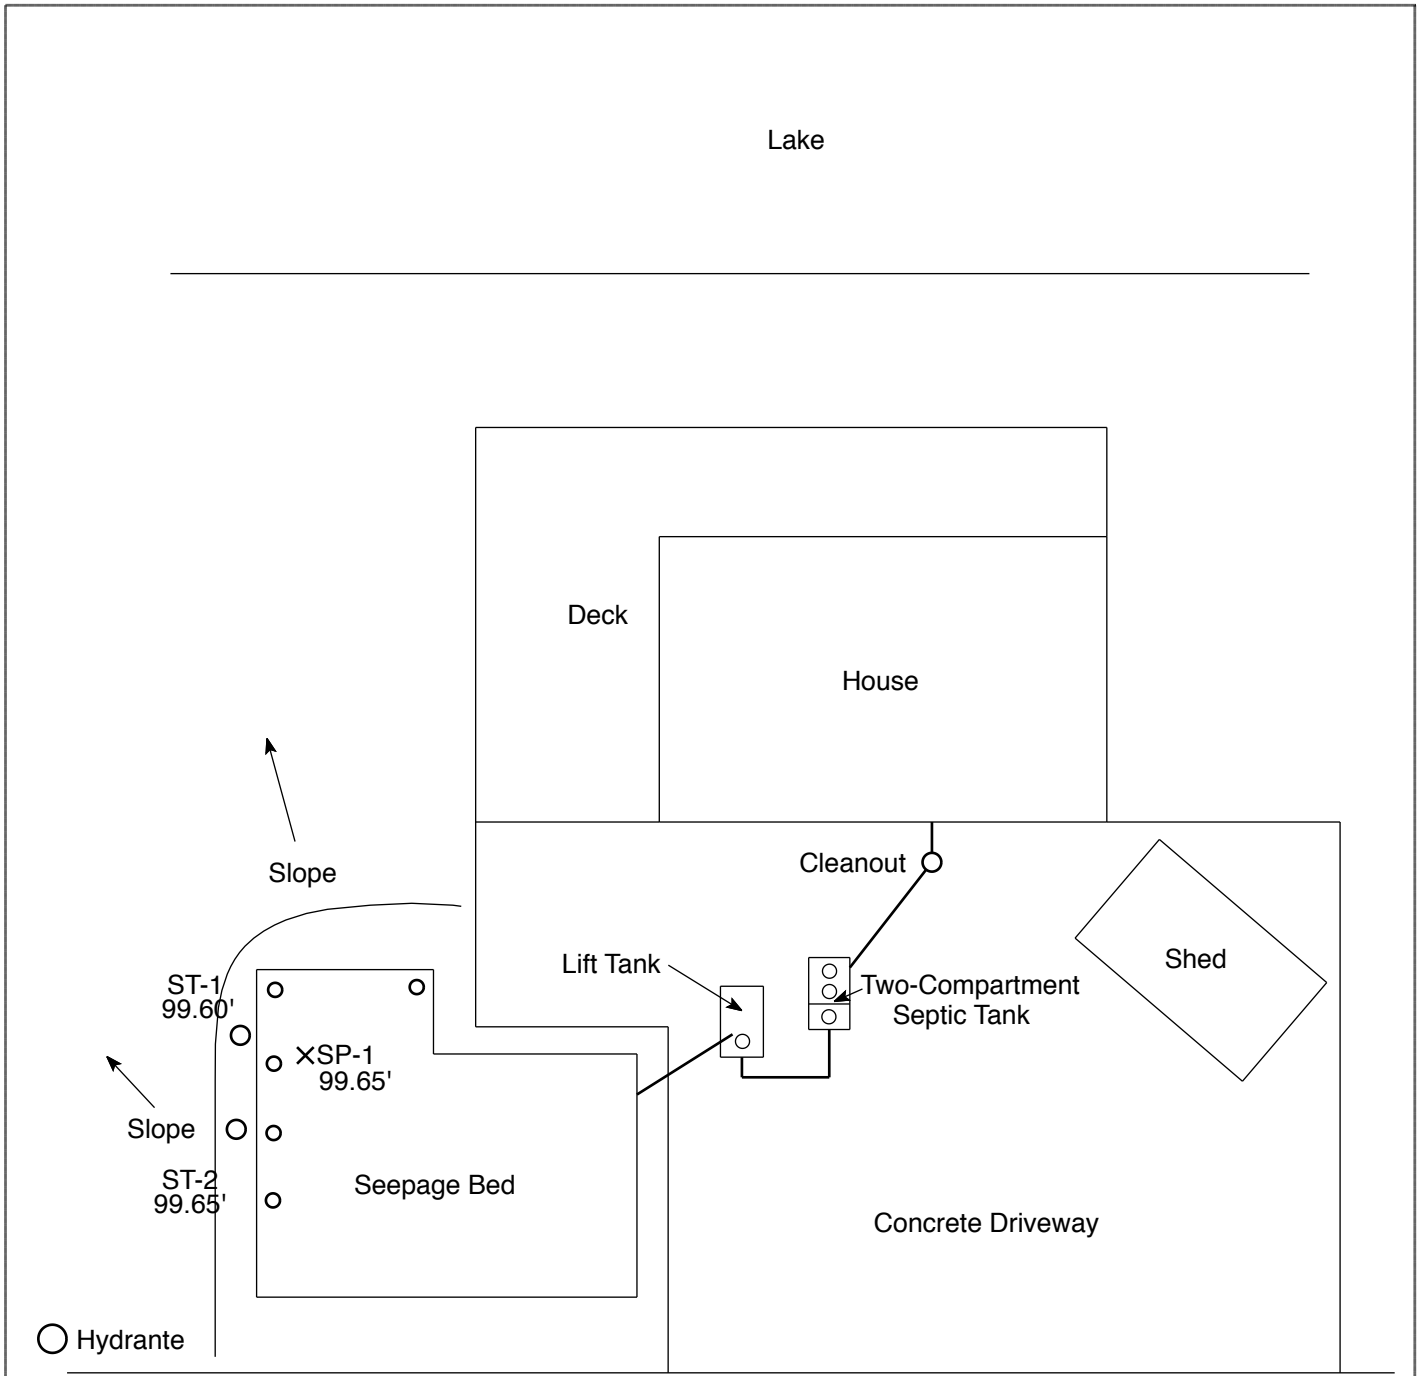 Lake
Deck
House
Slope
Cleanout
Lift Tank
Shed
ST-1
99.60'
Two-Compartment
Septic Tank
SP-1
99.65'
Slope
ST-2
99.65'
Seepage Bed
Concrete Driveway
Hydrante